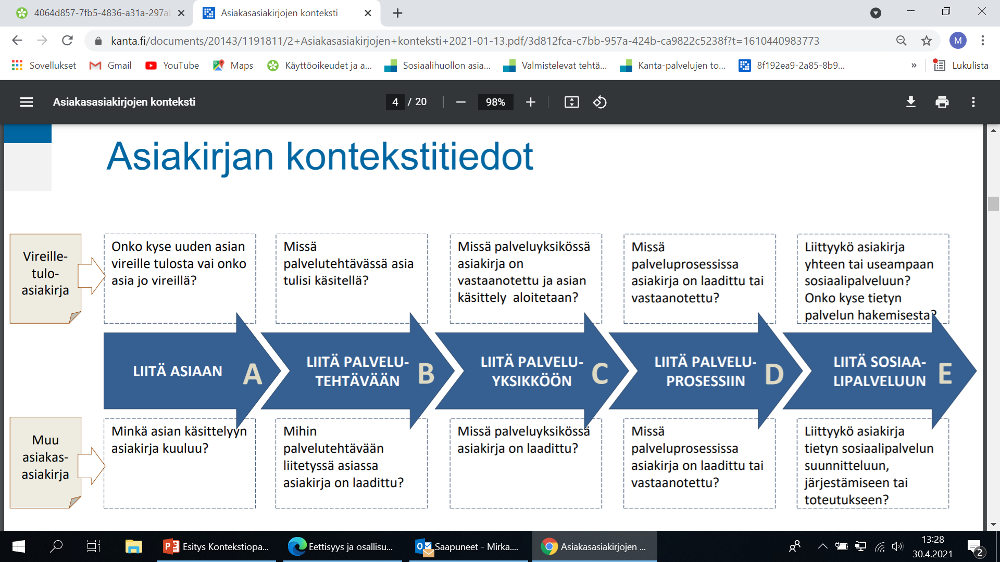 4064d857-7fb5-4836-a31a-297al
Asiakasasiakirjojen konteksti
kanta.fi/documents/20143/1191811/2+Asiakasasiakirjojen+konteksti+2021-01-13.pdf/3d812fca-c7bb-957a-424b-ca9822c5238f?t=1610440983773
M
Sovellukset
Gmail
YouTube
Maps
Käyttöoikeudet ja a...
Sosiaalihuollon asia...
Valmistelevat tehtä...
Kanta-palvelujen to...
8f192ea9-2a85-8b9...
»
Lukulista
Asiakasasiakirjojen konteksti
4 / 20
98%
Asiakirjan kontekstitiedot
Vireille-
tulo-
asiakirja
Onko kyse uuden asian
vireille tulosta vai onko
asia jo vireillä?
Missä
palvelutehtävässä asia
tulisi käsitellä?
Missä palveluyksikössä
asiakirja on
vastaanotettu ja asian
käsittely aloitetaan?
Missä
palveluprosessissa
asiakirja on laadittu tai
vastaanotettu?
Liittyykö asiakirja
yhteen tai useampaan
sosiaalipalveluun?
Onko kyse tietyn
palvelun hakemisesta?
LIITÄ ASIAAN
A
LIITÄ PALVELU-
TEHTÄVÄÄN
B
LIITÄ PALVELU-
YKSIKKÖÖN
C
LIITÄ PALVELU-
PROSESSIIN
D
LIITÄ SOSIAA-
LIPALVELUUN
E
Muu
asiakas-
asiakirja
Minkä asian käsittelyyn
asiakirja kuuluu?
Mihin
palvelutehtävään
liitetyssä asiassa
asiakirja on laadittu?
Missä palveluyksikössä
asiakirja on laadittu?
Missä
palveluprosessissa
asiakirja on laadittu tai
vastaanotettu?
Liittyykö asiakirja
tietyn sosiaalipalvelun
suunnitteluun,
järjestämiseen tai
toteutukseen?
Esitys Kontekstiopa...
Eettisyys ja osallisu...
Saapuneet - Mirka....
Asiakasasiakirjojen ...
13:28
30.4.2021
2